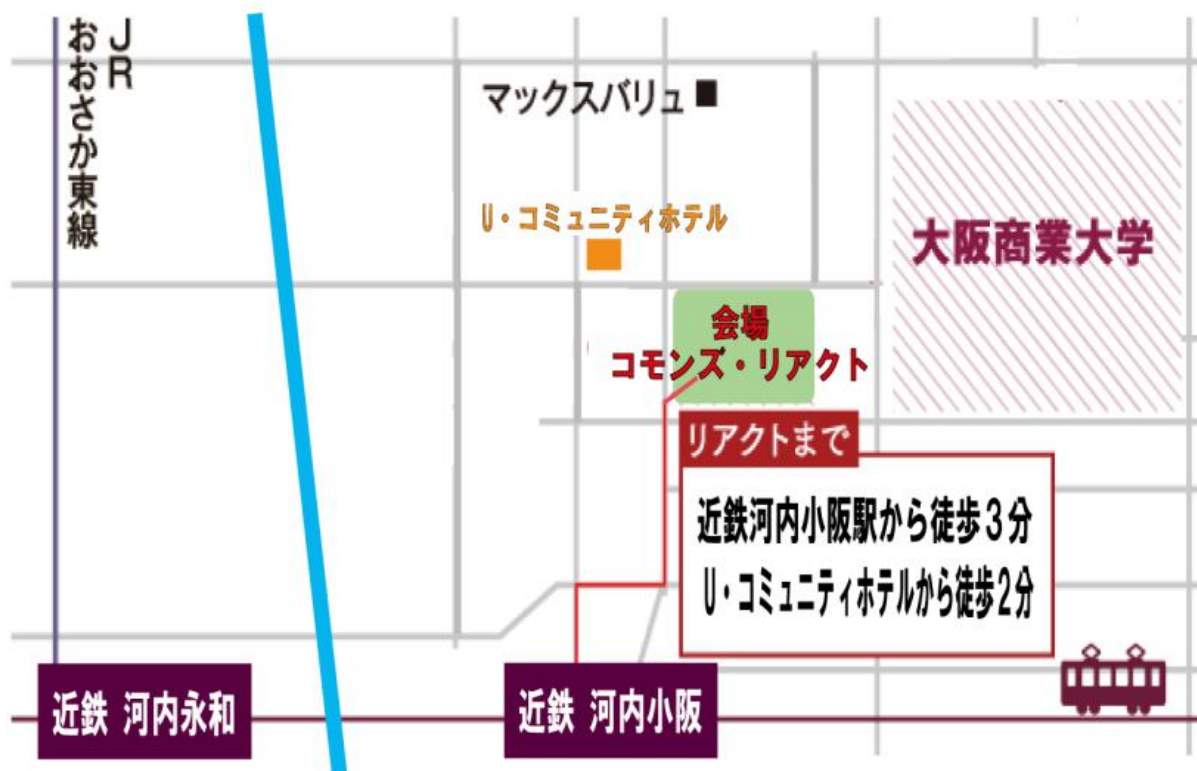 JR
おおさか東線
マックスバリュ
U・コミュニティホテル
大阪商業大学
会場
コモンズ・リアクト
リアクトまで
近鉄河内小阪駅から徒歩3分
U・コミュニティホテルから徒歩2分
近鉄 河内永和
近鉄 河内小阪